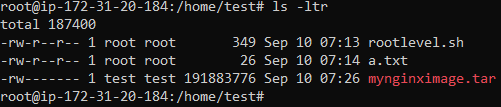 root@ip-172-31-20-184:/home/test# ls -ltr
total 187400
-rw-r--r-- 1 root root       349 Sep 10 07:13 rootlevel.sh
-rw-r--r-- 1 root root        26 Sep 10 07:14 a.txt
-rw------- 1 test test 191883776 Sep 10 07:26 mynginximage.tar
root@ip-172-31-20-184:/home/test#